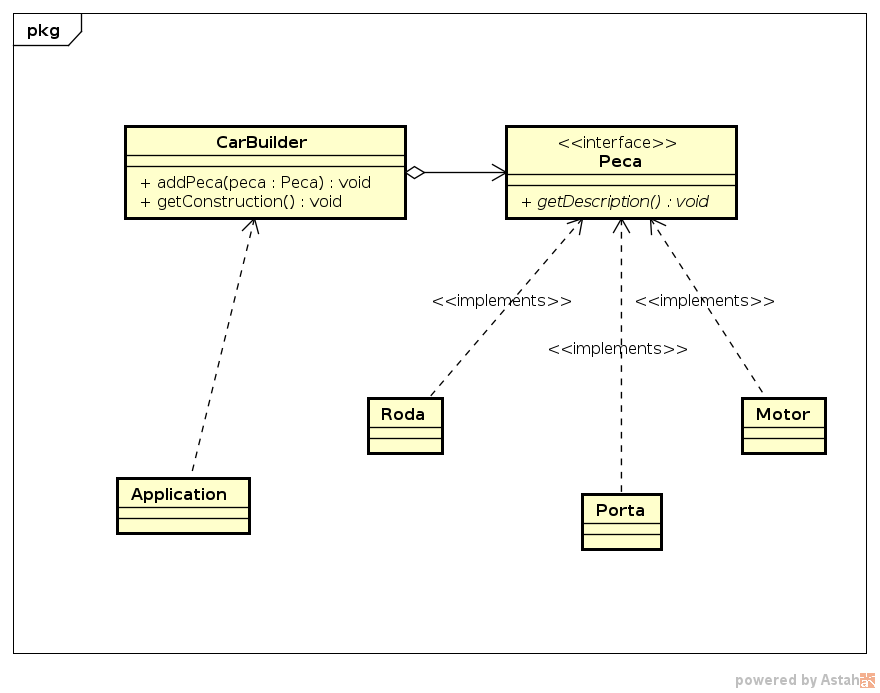 pkg
CarBuilder
+ addPeca(peca : Peca) : void
+ getConstruction() : void
<<interface>>
Peca
+ getDescription() : void
<<implements>>
<<implements>>
<<implements>>
Roda
Motor
Application
Porta
powered by Astah